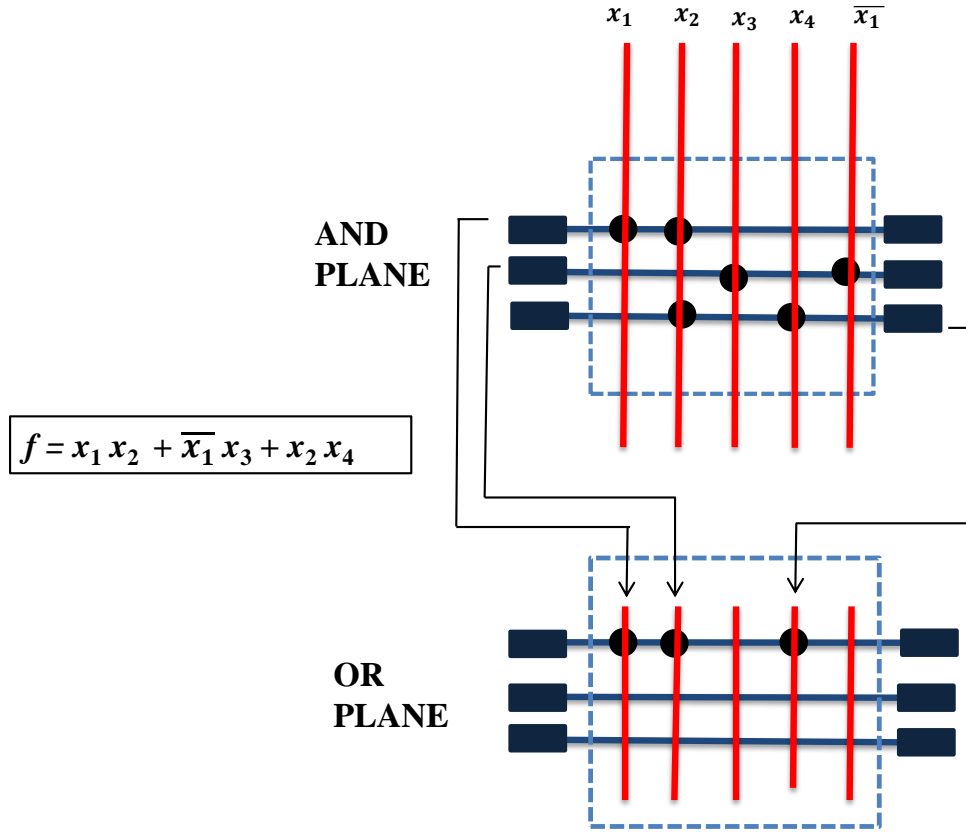 x₁ x₂ x₃ x₄ x̅₁
AND
PLANE
f = x₁ x₂ + x̅₁ x₃ + x₂ x₄
OR
PLANE